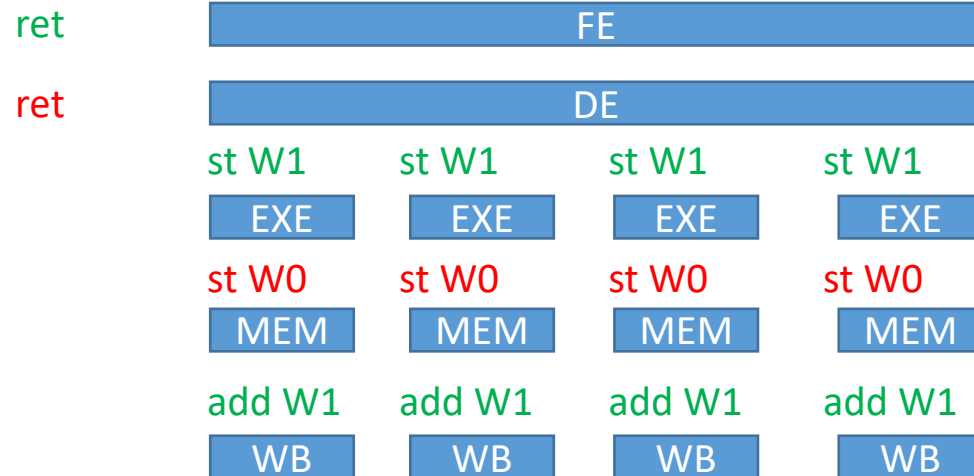 ret FE
ret DE
st W1 st W1 st W1 st W1
EXE EXE EXE EXE
st W0 st W0 st W0 st W0
MEM MEM MEM MEM
add W1 add W1 add W1 add W1
WB WB WB WB